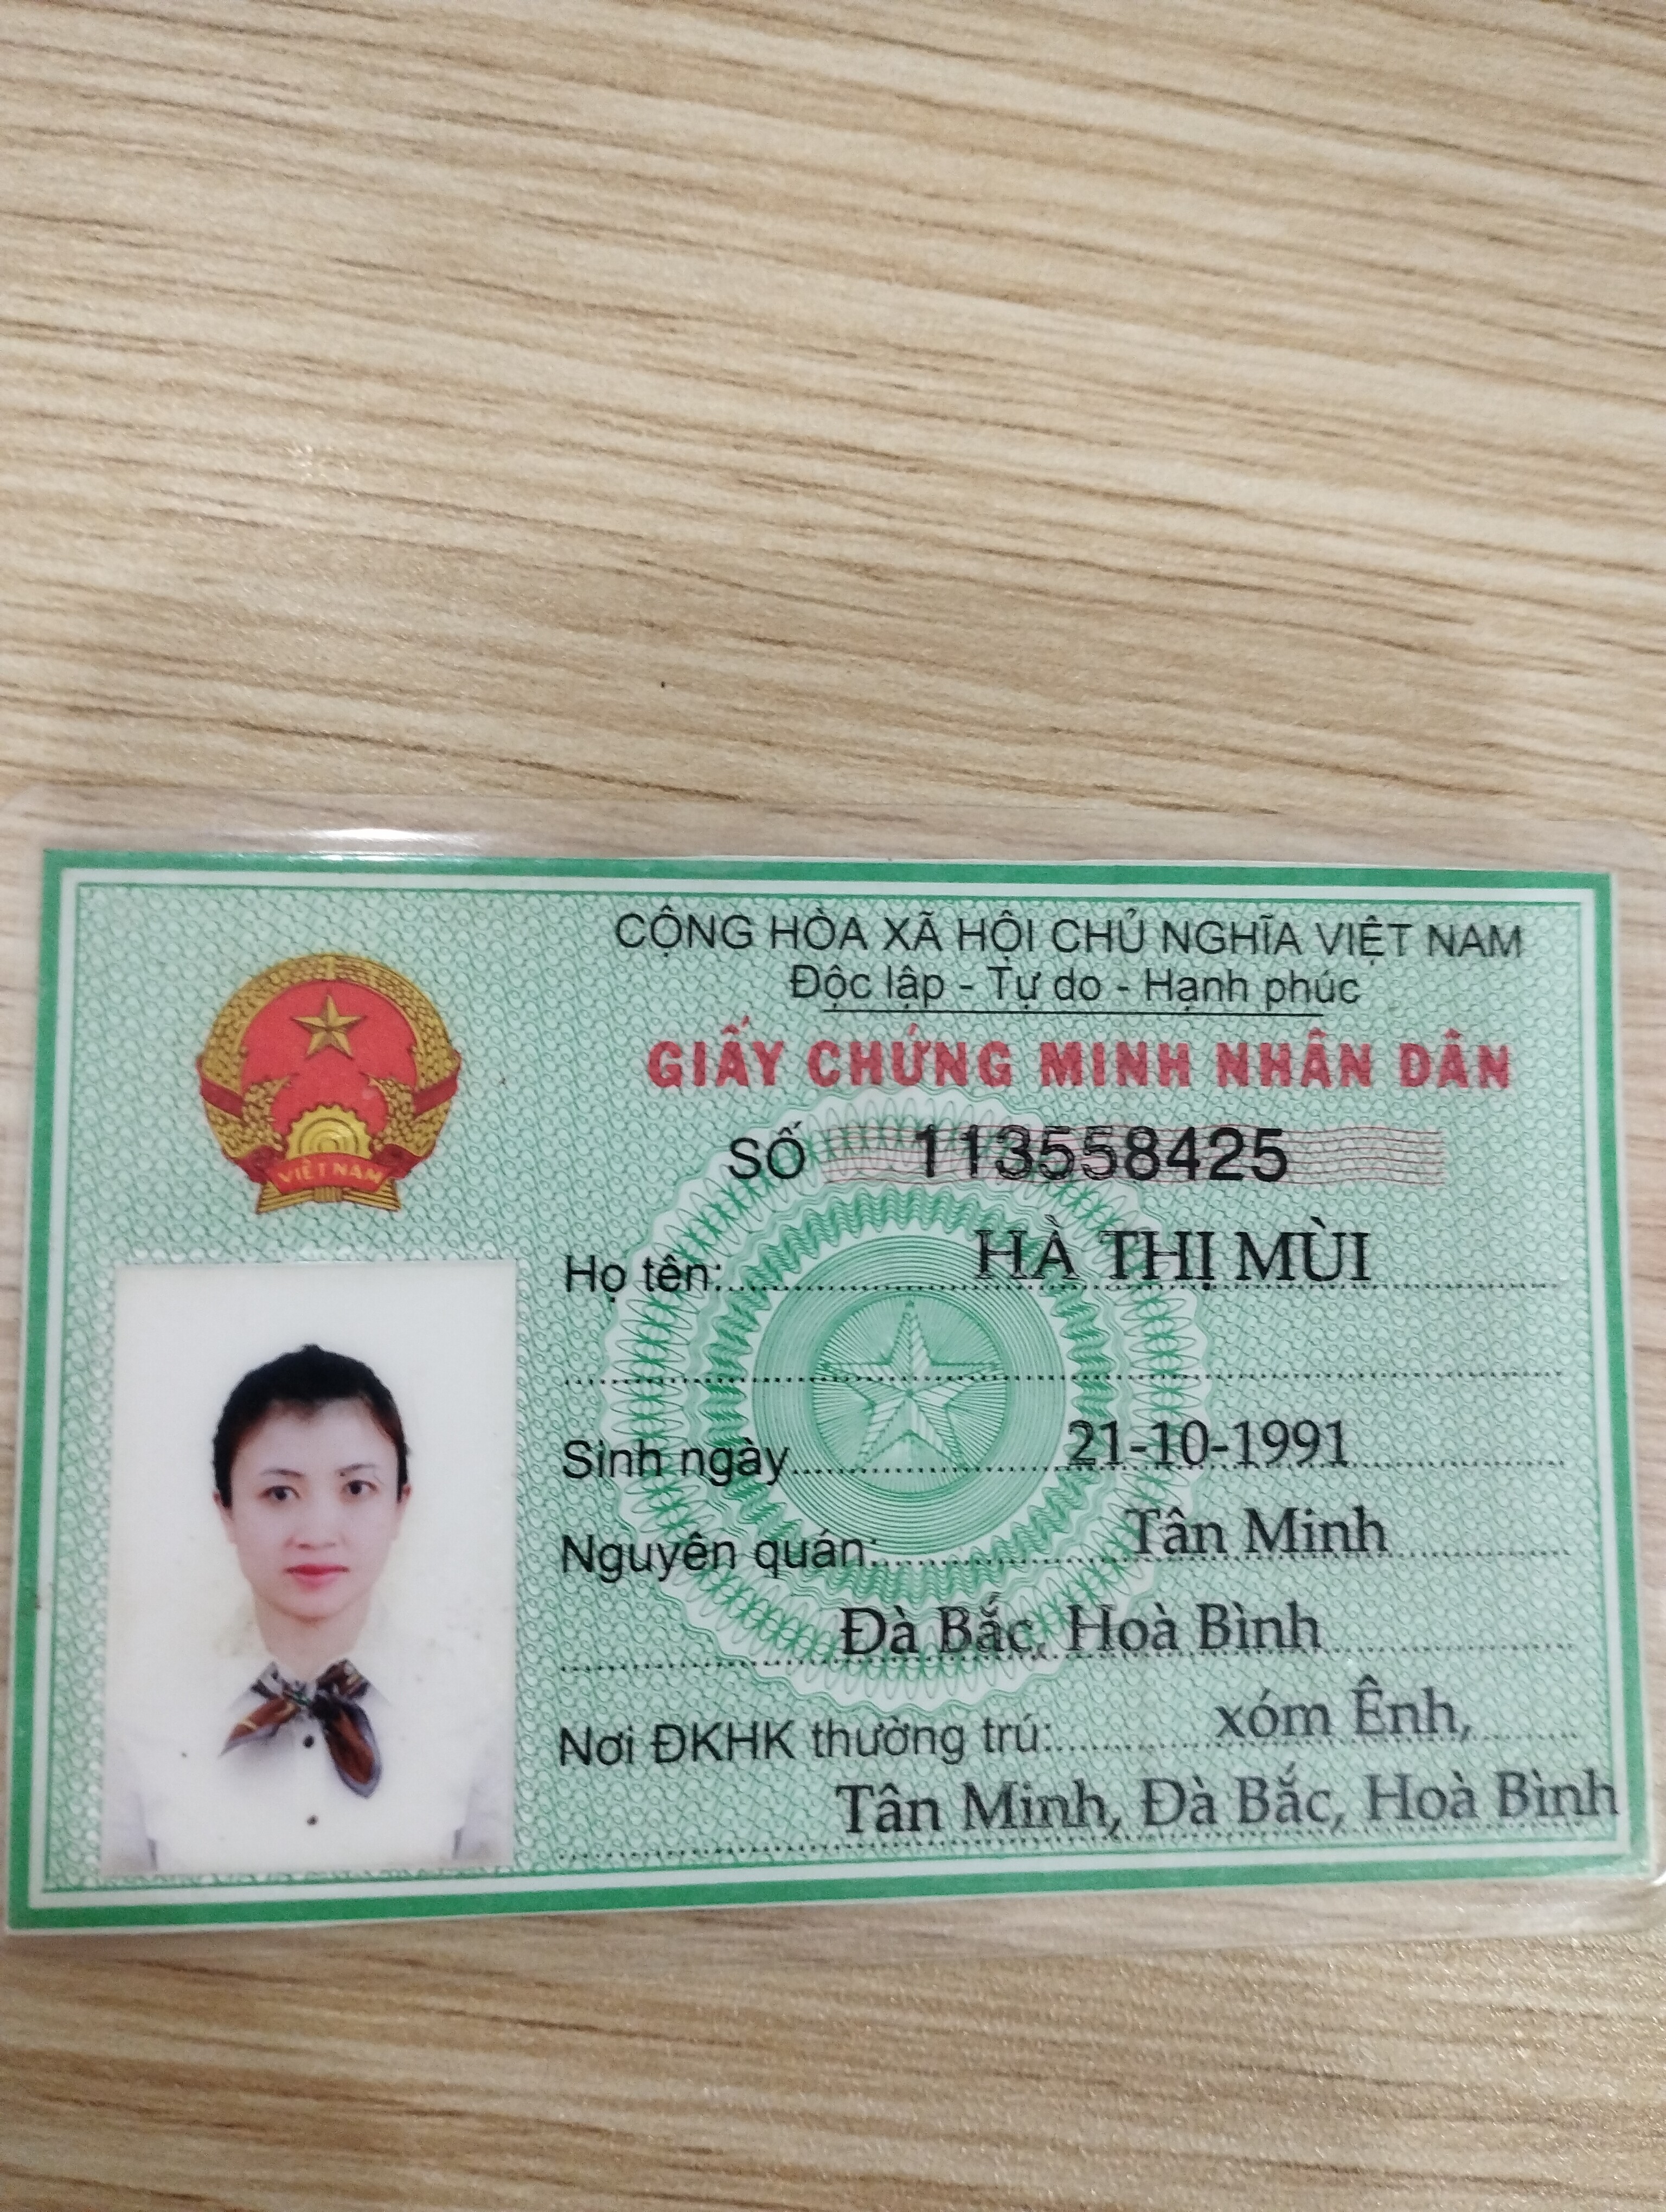 CỘNG HÒA XÃ HỘI CHỦ NGHĨA VIỆT NAM
Độc lập - Tự do - Hạnh phúc
GIẤY CHỨNG MINH NHÂN DÂN
SỐ 113558425
VIỆT NAM
Họ tên: HÀ THỊ MÙI
Sinh ngày 21-10-1991
Nguyên quán: Tân Minh
Đà Bắc, Hoà Bình
Nơi ĐKHK thường trú: xóm Ênh,
Tân Minh, Đà Bắc, Hoà Bình